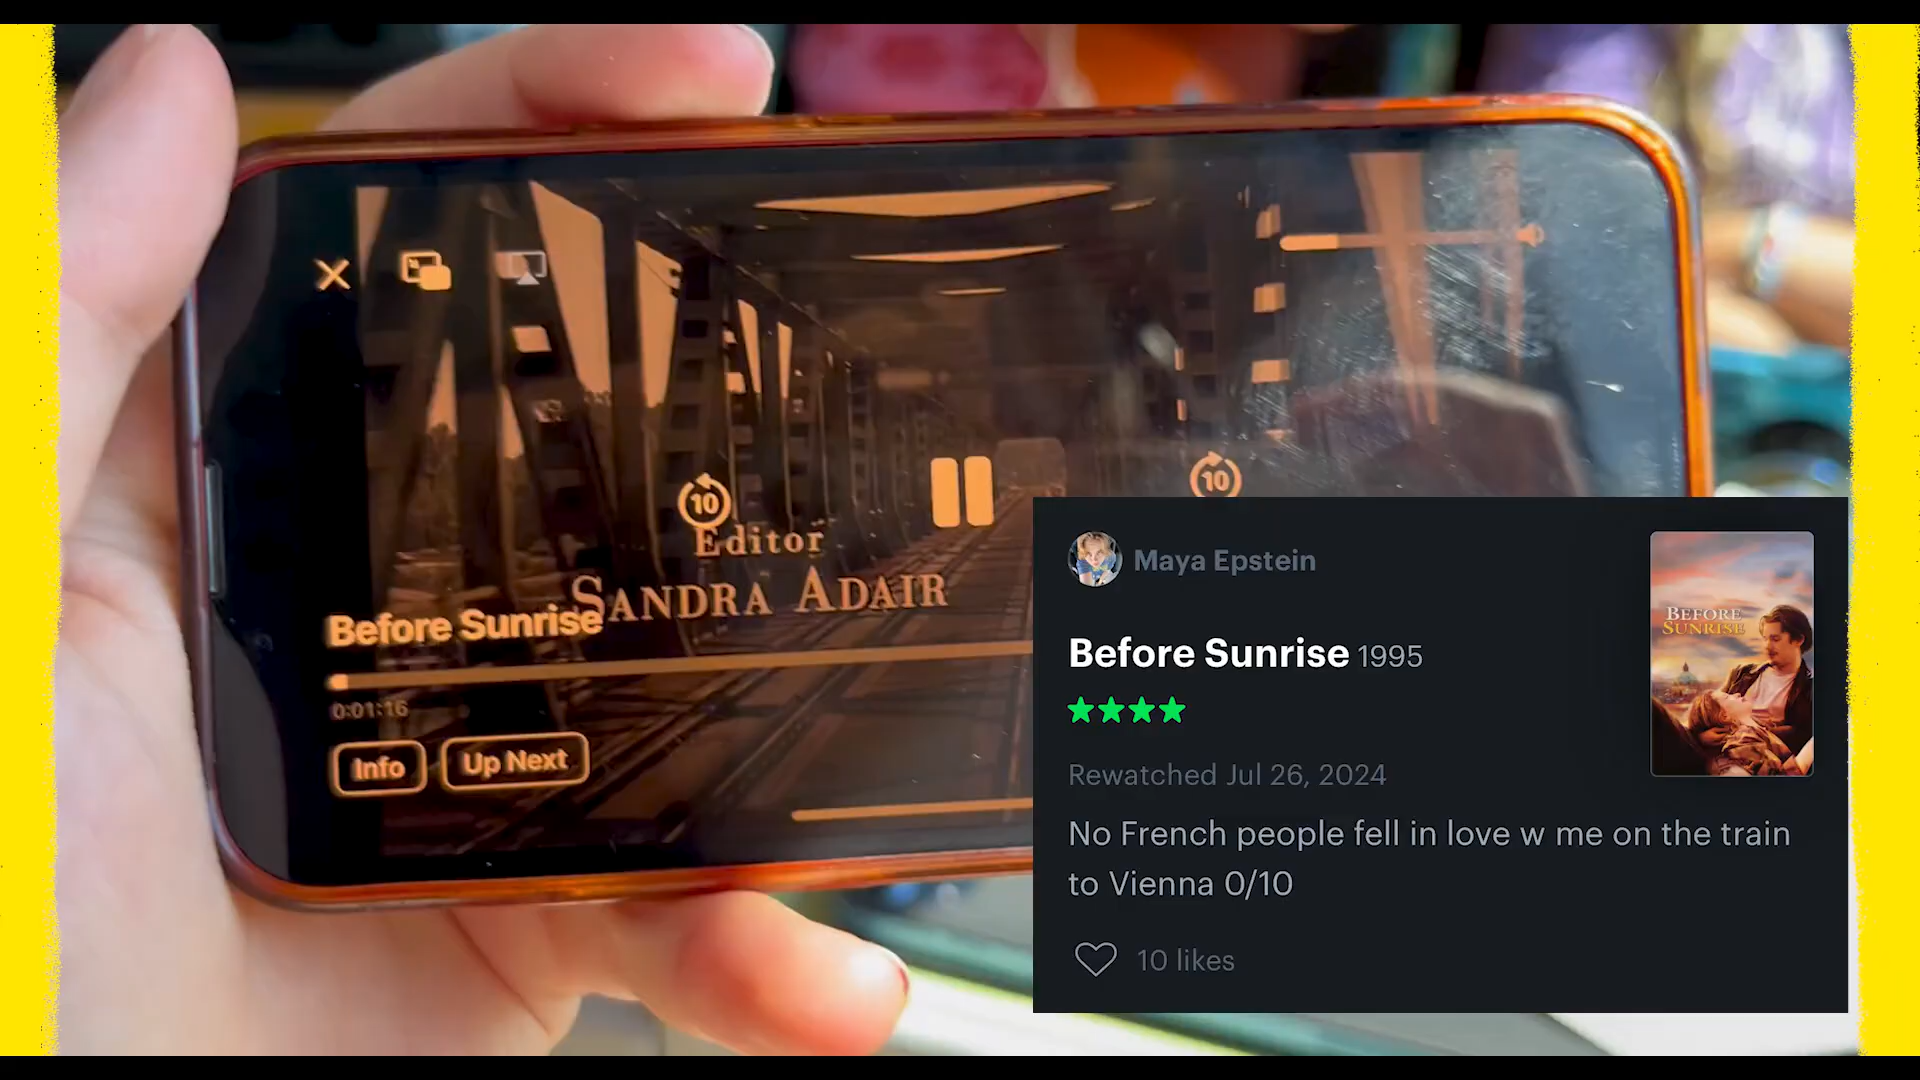 10
10
Editor
SANDRA ADAIR
Before Sunrise
0:01:16
Info
Up Next
Maya Epstein
Before Sunrise 1995
BEFORE
SUNRISE
Rewatched Jul 26, 2024
No French people fell in love w me on the train
to Vienna 0/10
10 likes